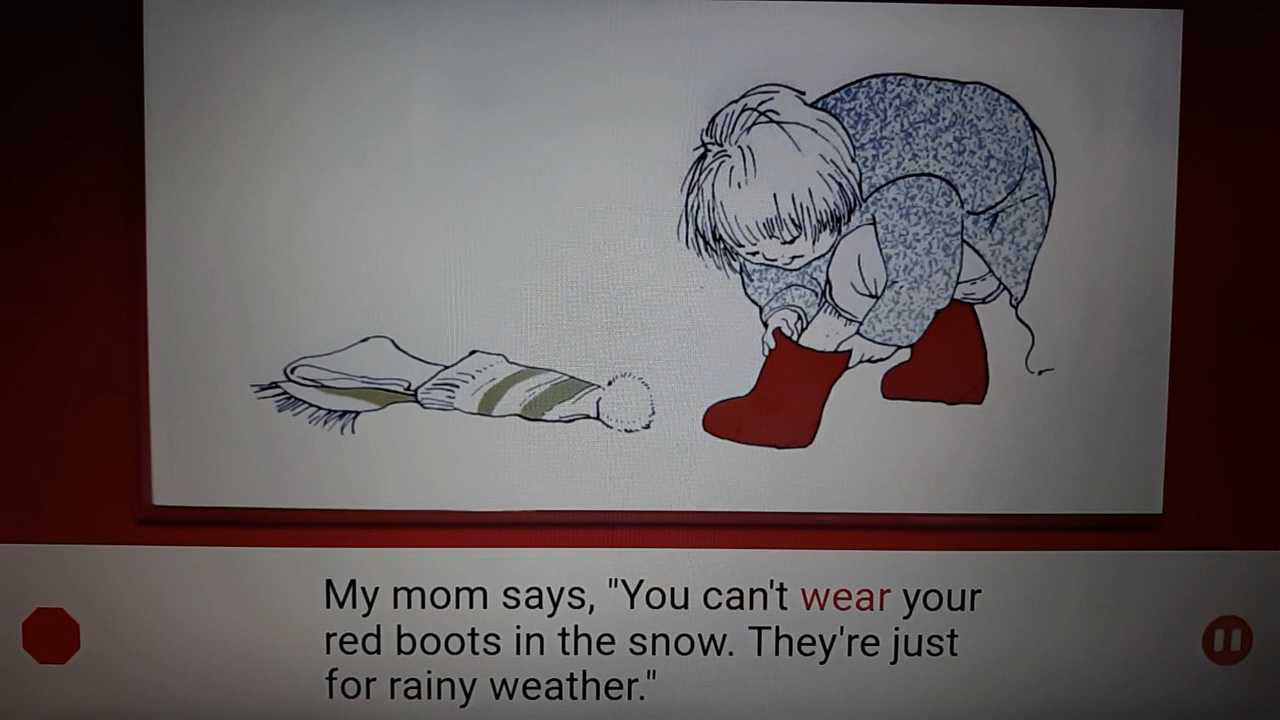 My mom says, "You can't wear your
red boots in the snow. They're just
for rainy weather."